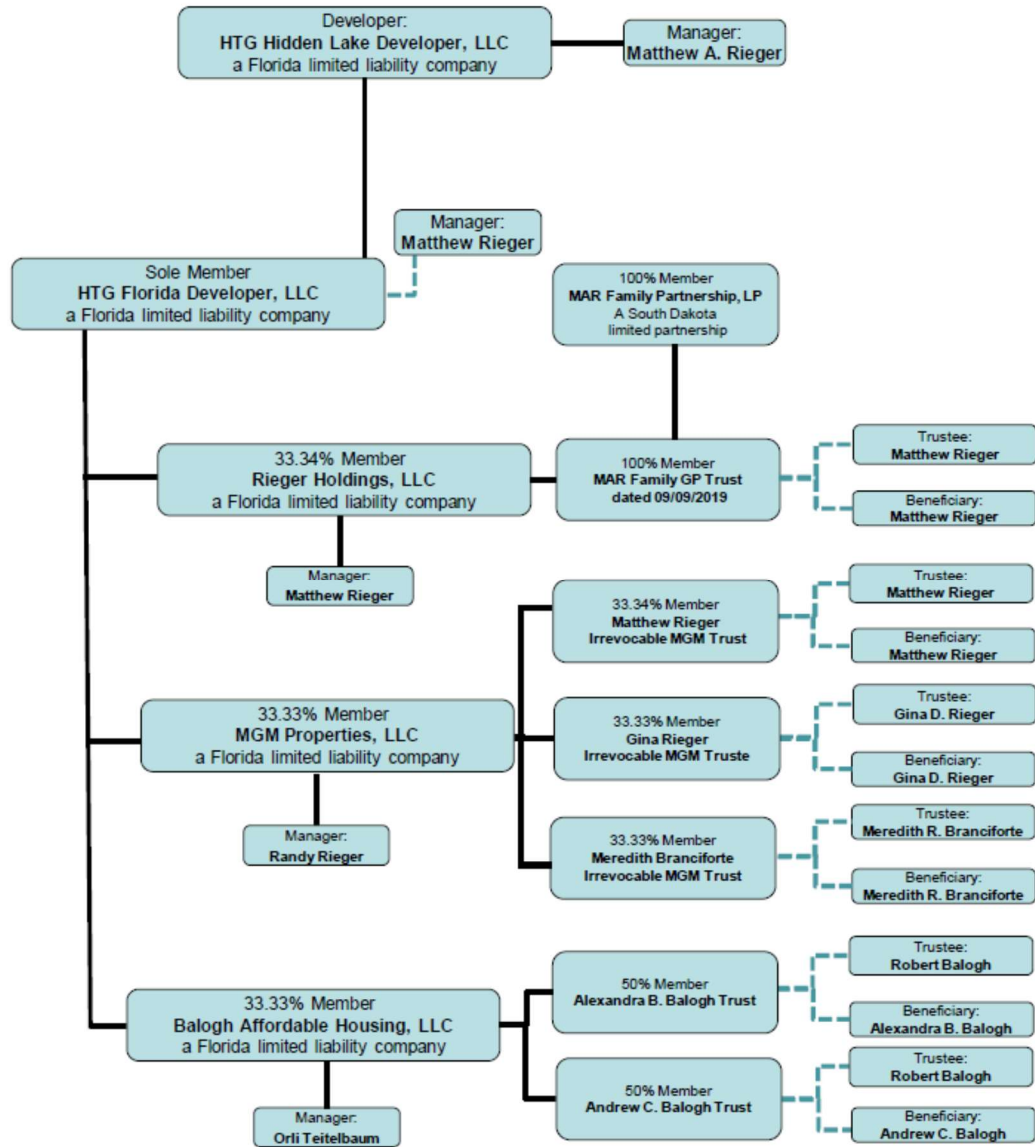 Developer:
HTG Hidden Lake Developer, LLC
a Florida limited liability company
Manager:
Matthew A. Rieger
Manager:
Matthew Rieger
Sole Member
HTG Florida Developer, LLC
a Florida limited liability company
100% Member
MAR Family Partnership, LP
A South Dakota
limited partnership
33.34% Member
Rieger Holdings, LLC
a Florida limited liability company
Manager:
Matthew Rieger
100% Member
MAR Family GP Trust
dated 09/09/2019
Trustee:
Matthew Rieger
Beneficiary:
Matthew Rieger
33.33% Member
MGM Properties, LLC
a Florida limited liability company
Manager:
Randy Rieger
33.34% Member
Matthew Rieger
Irrevocable MGM Trust
Trustee:
Matthew Rieger
Beneficiary:
Matthew Rieger
33.33% Member
Gina Rieger
Irrevocable MGM Truste
Trustee:
Gina D. Rieger
Beneficiary:
Gina D. Rieger
33.33% Member
Meredith Branciforte
Irrevocable MGM Trust
Trustee:
Meredith R. Branciforte
Beneficiary:
Meredith R. Branciforte
33.33% Member
Balogh Affordable Housing, LLC
a Florida limited liability company
Manager:
Orli Teitelbaum
50% Member
Alexandra B. Balogh Trust
Trustee:
Robert Balogh
Beneficiary:
Alexandra B. Balogh
50% Member
Andrew C. Balogh Trust
Trustee:
Robert Balogh
Beneficiary:
Andrew C. Balogh